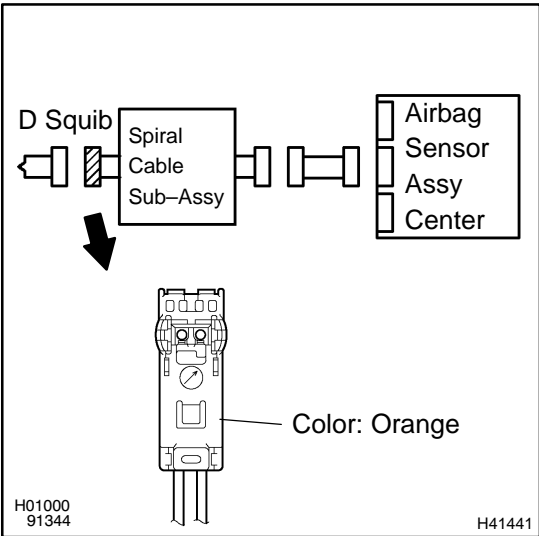 D Squib
Spiral
Cable
Sub–Assy
Airbag
Sensor
Assy
Center
Color: Orange
H01000
91344
H41441